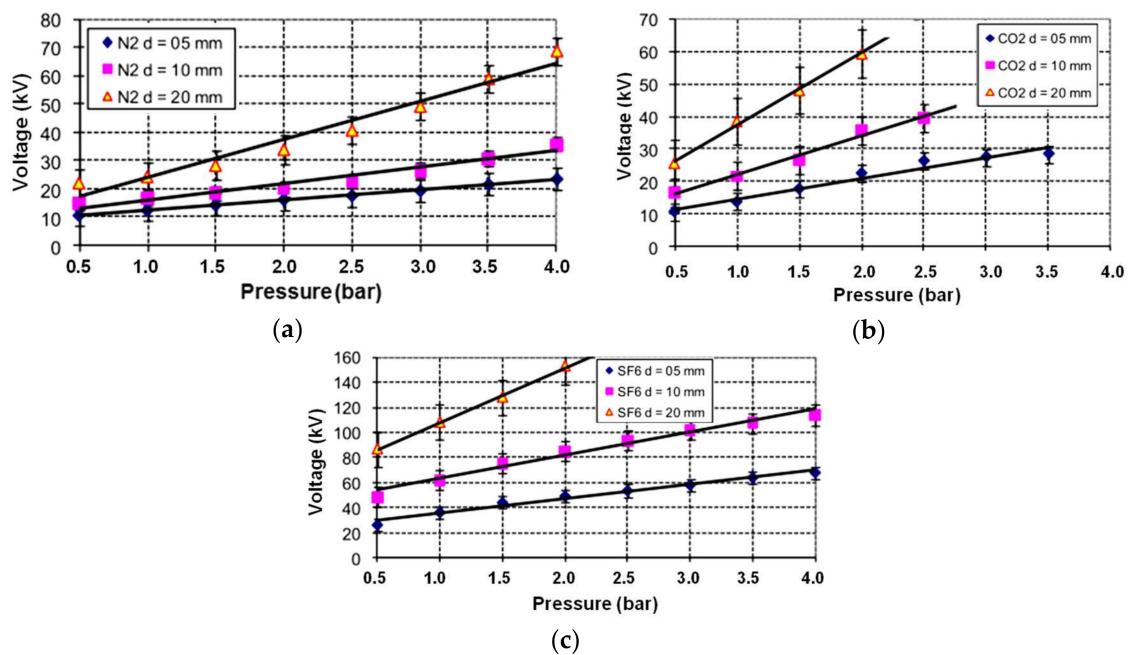 80
70
60
50
40
30
20
10
0
Voltage (kV)
N2 d = 05 mm
N2 d = 10 mm
N2 d = 20 mm
0.5 1.0 1.5 2.0 2.5 3.0 3.5 4.0
Pressure (bar)
(a)
70
60
50
40
30
20
10
0
Voltage (kV)
CO2 d = 05 mm
CO2 d = 10 mm
CO2 d = 20 mm
0.5 1.0 1.5 2.0 2.5 3.0 3.5 4.0
Pressure (bar)
(b)
160
140
120
100
80
60
40
20
0
Voltage (kV)
SF6 d = 05 mm
SF6 d = 10 mm
SF6 d = 20 mm
0.5 1.0 1.5 2.0 2.5 3.0 3.5 4.0
Pressure (bar)
(c)